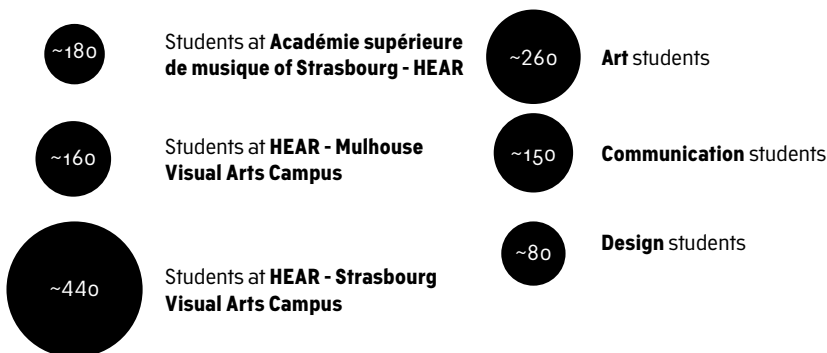 ~180
Students at Académie supérieure
de musique of Strasbourg - HEAR
~160
Students at HEAR - Mulhouse
Visual Arts Campus
~440
Students at HEAR - Strasbourg
Visual Arts Campus
~260
Art students
~150
Communication students
~80
Design students